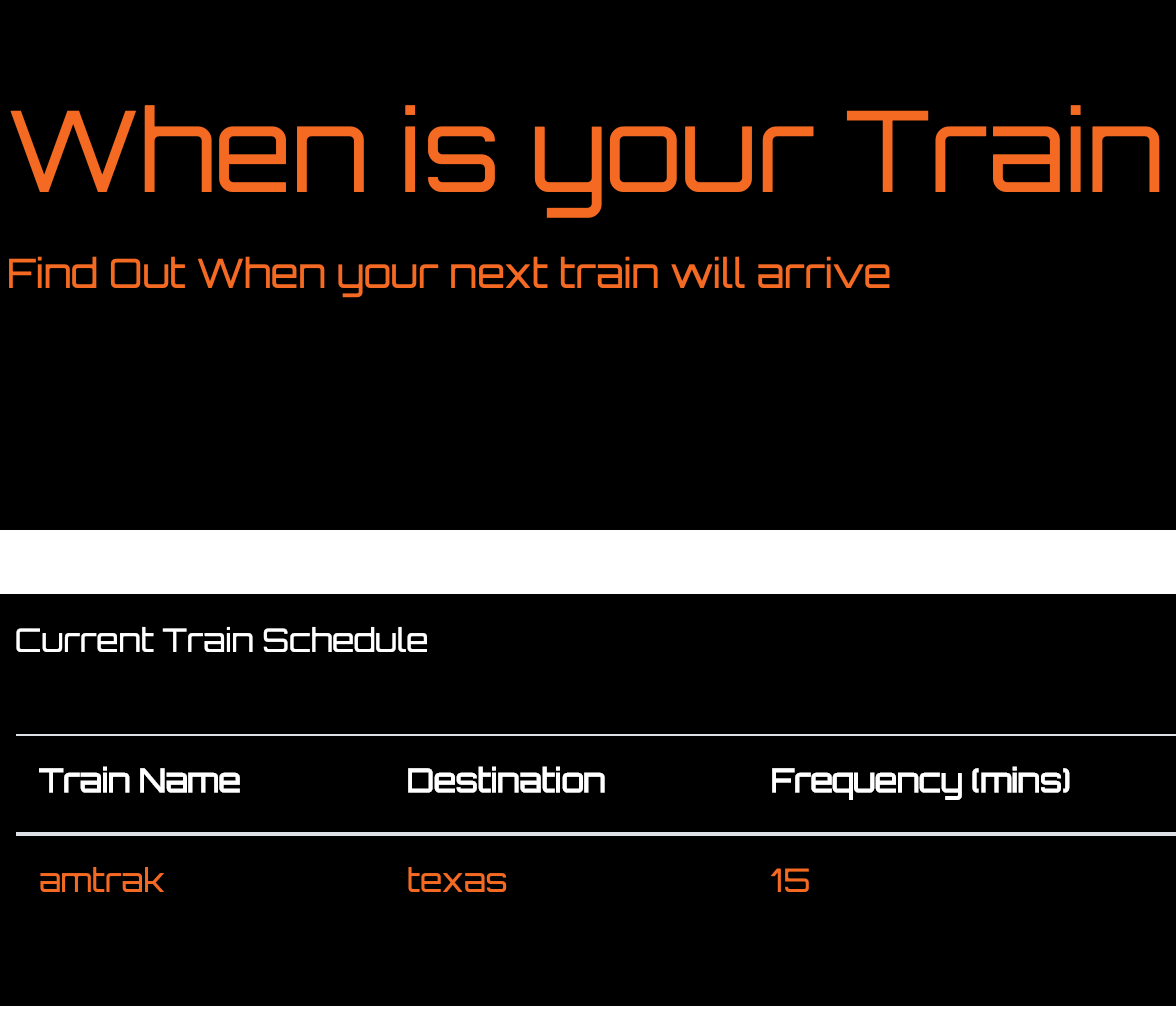 When is your Train
Find Out When your next train will arrive
Current Train Schedule
Train Name Destination Frequency (mins)
amtrak texas 15